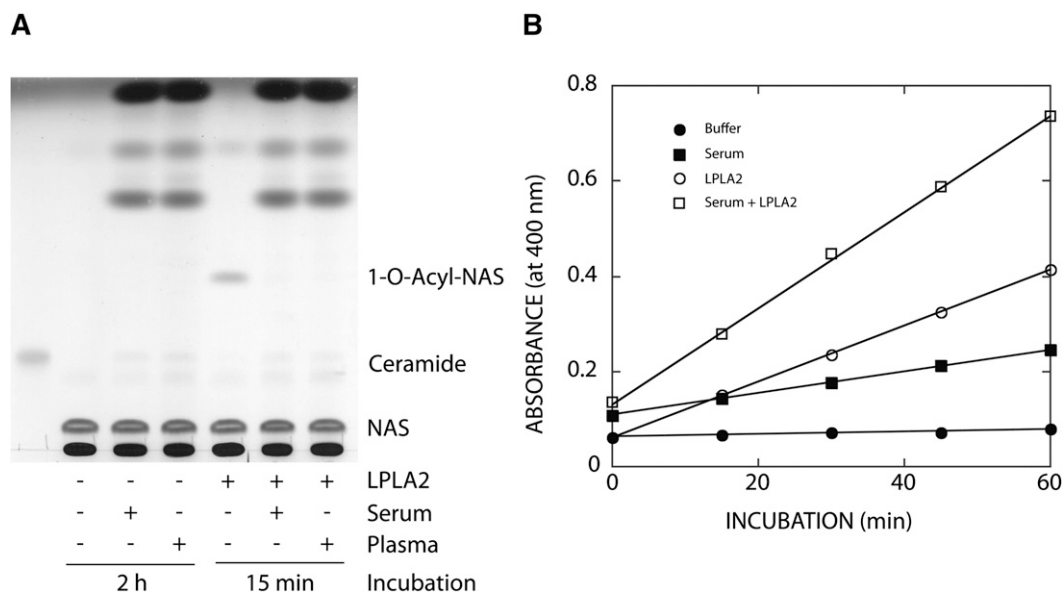 A
1-O-Acyl-NAS
Ceramide
NAS
- - - + + + LPLA2
- + - - + - Serum
- - + - - + Plasma
2 h 15 min Incubation
B
0.8
0.6
0.4
0.2
0
ABSORBANCE (at 400 nm)
Buffer
Serum
LPLA2
Serum + LPLA2
0 20 40 60
INCUBATION (min)